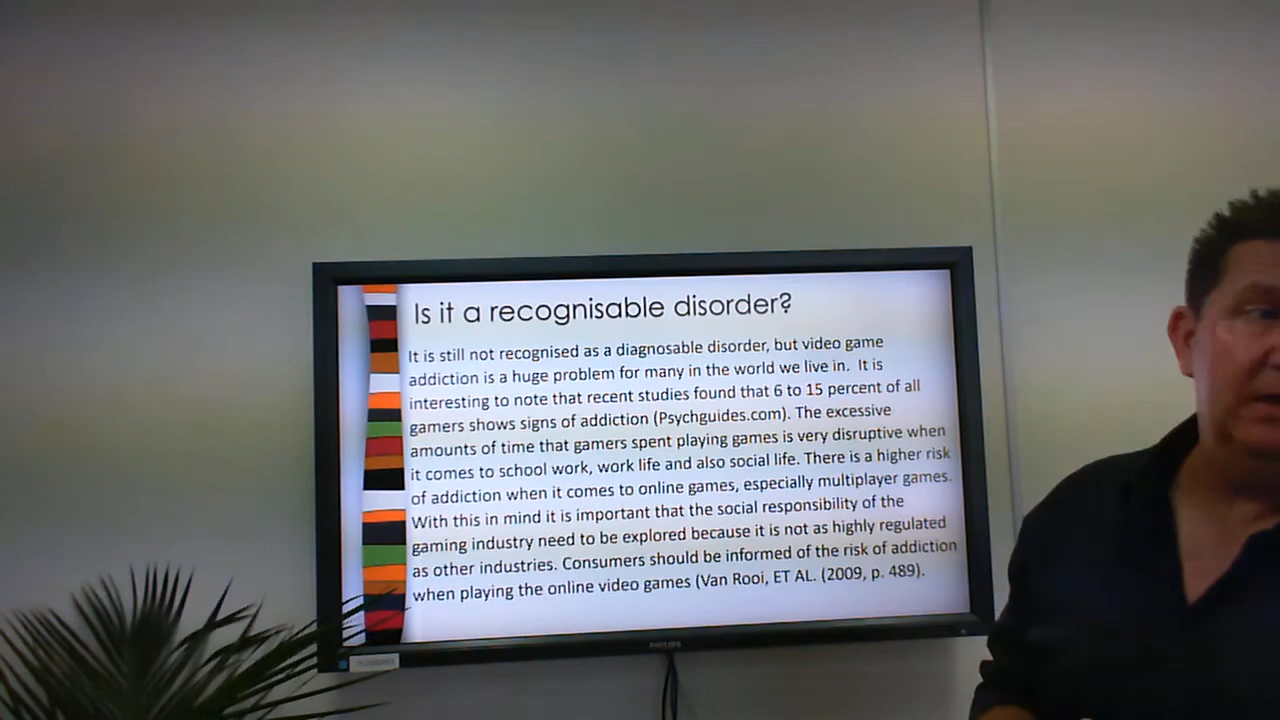 Is it a recognisable disorder?
It is still not recognised as a diagnosable disorder, but video game
addiction is a huge problem for many in the world we live in. It is
interesting to note that recent studies found that 6 to 15 percent of all
gamers shows signs of addiction (Psychguides.com). The excessive
amounts of time that gamers spent playing games is very disruptive when
it comes to school work, work life and also social life. There is a higher risk
of addiction when it comes to online games, especially multiplayer games.
With this in mind it is important that the social responsibility of the
gaming industry need to be explored because it is not as highly regulated
as other industries. Consumers should be informed of the risk of addiction
when playing the online video games (Van Rooi, ET AL. (2009, p. 489).
PHILIPS